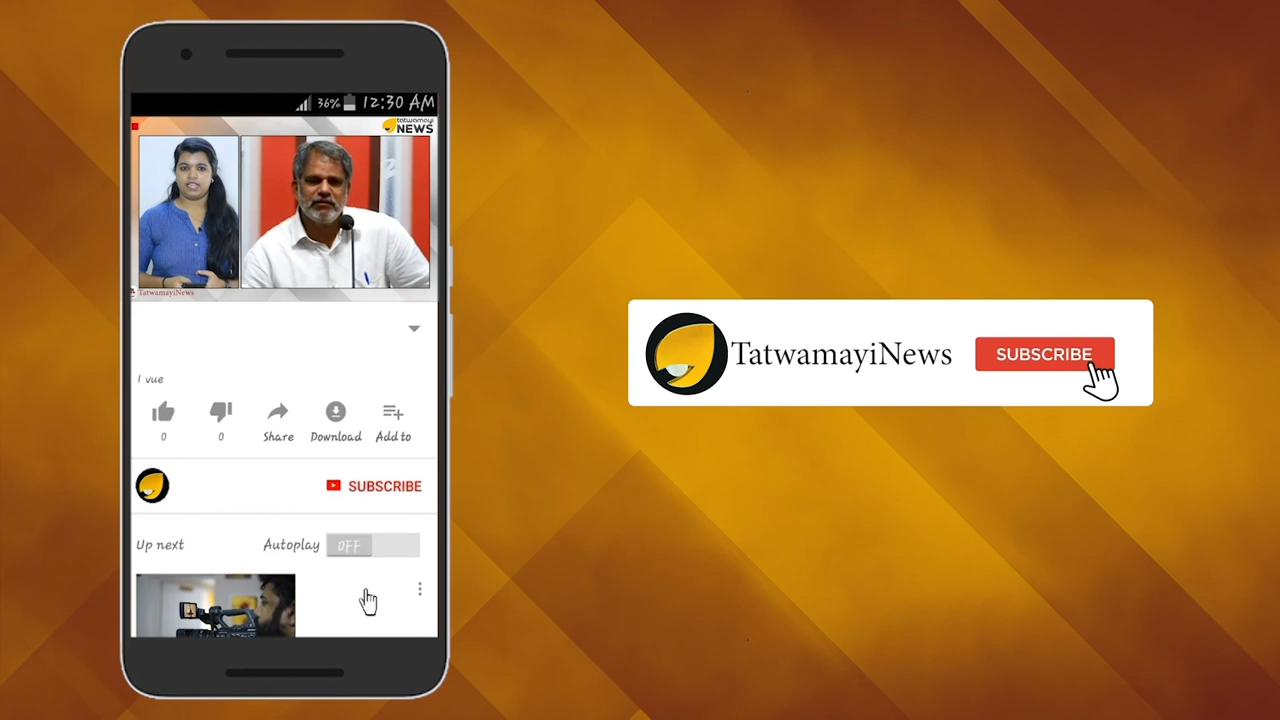 36% 12:30 AM
tatwamayi
NEWS
TatwamayiNews
1 vue
0 0 Share Download Add to
SUBSCRIBE
Up next Autoplay OFF
TatwamayiNews SUBSCRIBE